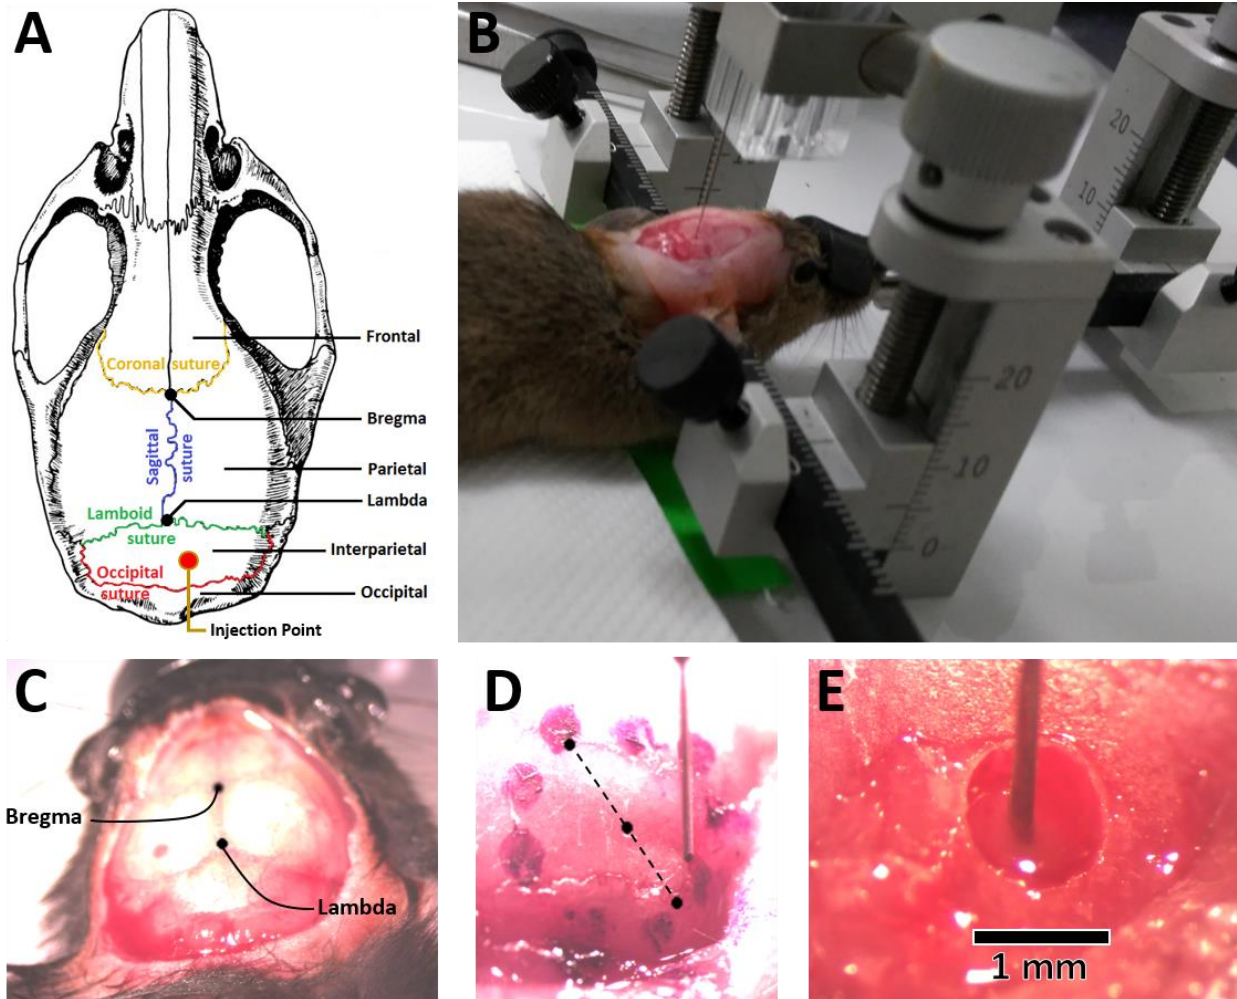 A
Frontal
Coronal suture
Bregma
Sagittal
suture
Parietal
Lambda
Lamboid
suture
Interparietal
Occipital
suture
Occipital
Injection Point
B
20
10
20
10
0
C
Bregma
Lambda
D
E
1 mm